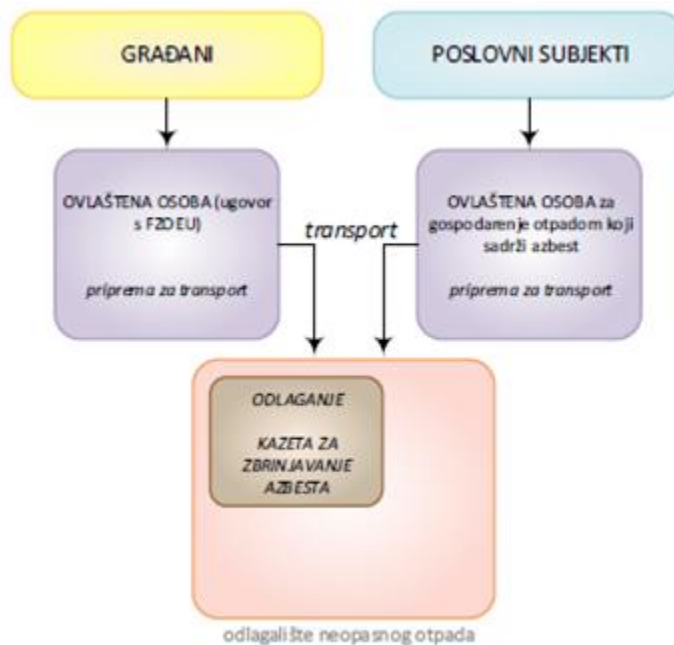 GRAĐANI
POSLOVNI SUBJEKTI
OVLAŠTENA OSOBA (ugovor
s FZOEU)
priprema za transport
transport
OVLAŠTENA OSOBA za
gospodarenje otpadom koji
sadrži azbest
priprema za transport
ODLAGANJE
KAZETA ZA
ZBRINJAVANJE
AZBESTA
odlagalište neopasnog otpada